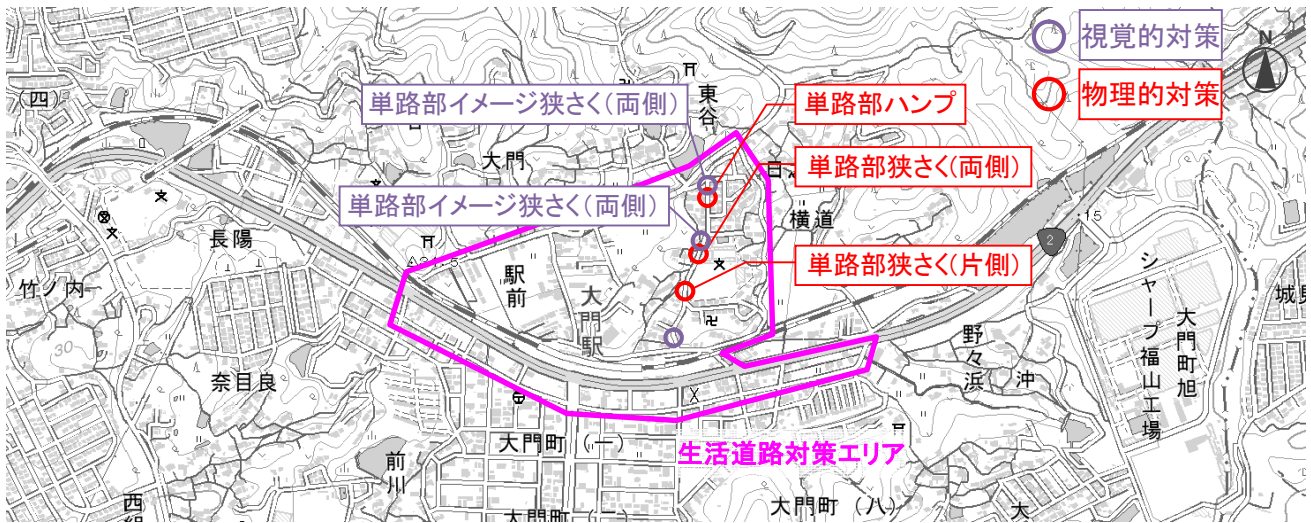 視覚的対策
物理的対策
N
単路部イメージ狭さく(両側)
単路部ハンプ
単路部狭さく(両側)
単路部イメージ狭さく(両側)
単路部狭さく(片側)
生活道路対策エリア
東谷
大門
横道
長陽
竹ノ内
駅前
大門駅
奈目良
30
15
2
シャープ福山工場
大門町旭
野々浜
沖
前川
大門町(一)
大門町(八)